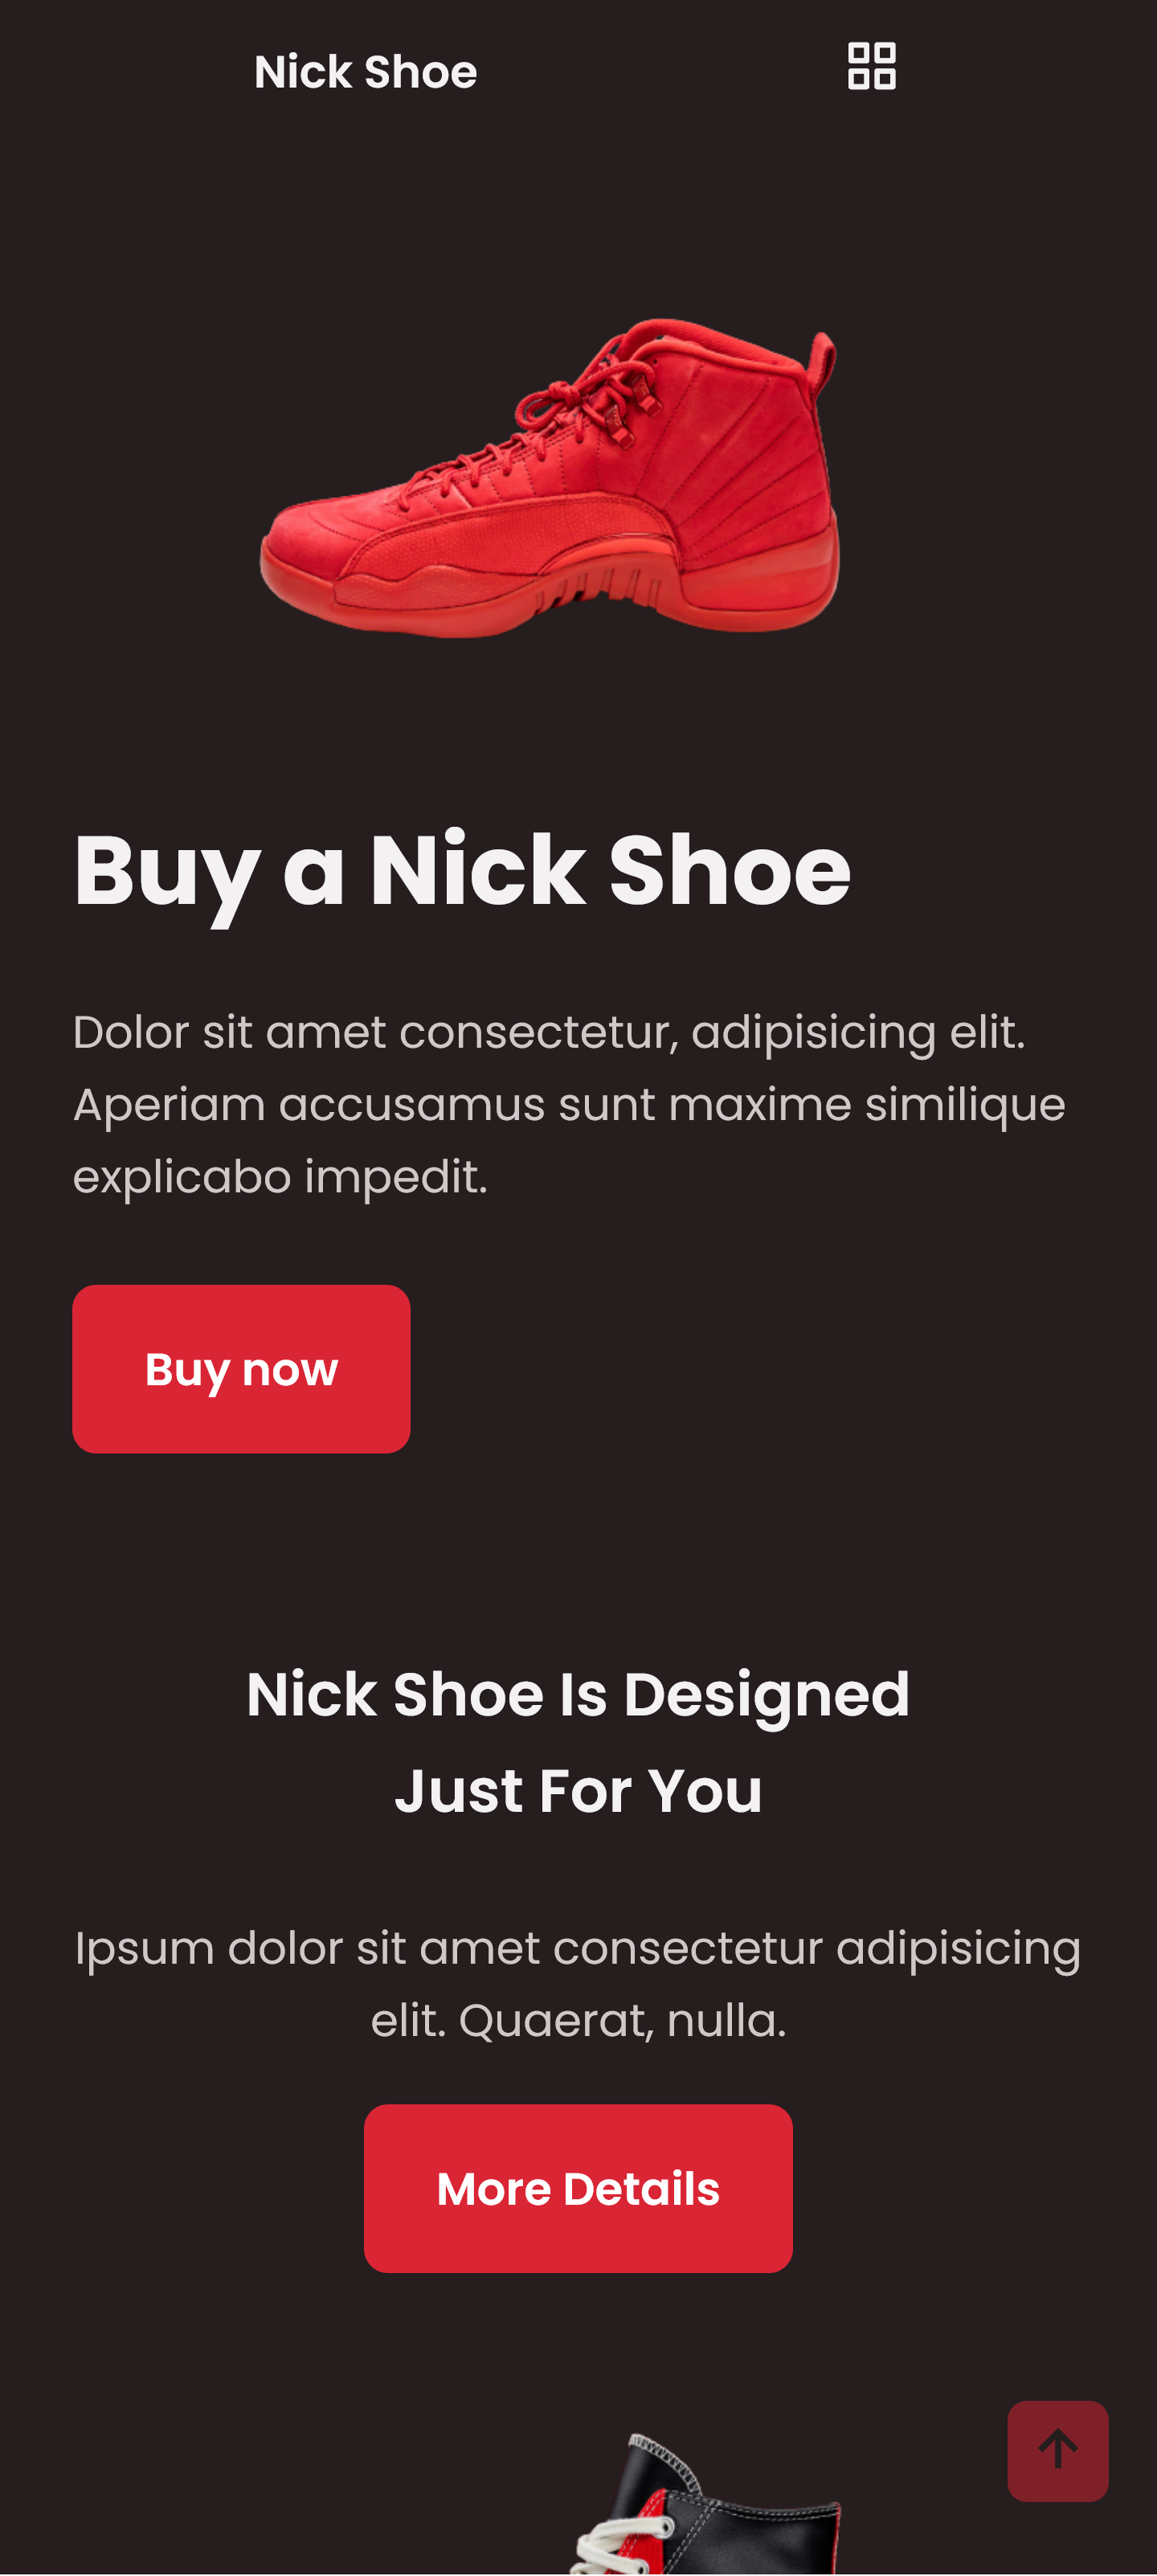 Nick Shoe
Buy a Nick Shoe
Dolor sit amet consectetur, adipisicing elit.
Aperiam accusamus sunt maxime similique
explicabo impedit.
Buy now
Nick Shoe Is Designed
Just For You
Ipsum dolor sit amet consectetur adipisicing
elit. Quaerat, nulla.
More Details